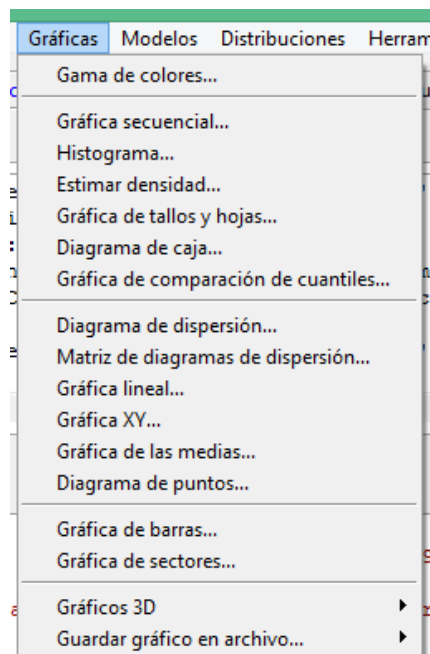 Gráficas Modelos Distribuciones Herram
Gama de colores...
Gráfica secuencial...
Histograma...
Estimar densidad...
Gráfica de tallos y hojas...
Diagrama de caja...
Gráfica de comparación de cuantiles...
Diagrama de dispersión...
Matriz de diagramas de dispersión...
Gráfica lineal...
Gráfica XY...
Gráfica de las medias...
Diagrama de puntos...
Gráfica de barras...
Gráfica de sectores...
Gráficos 3D
Guardar gráfico en archivo...